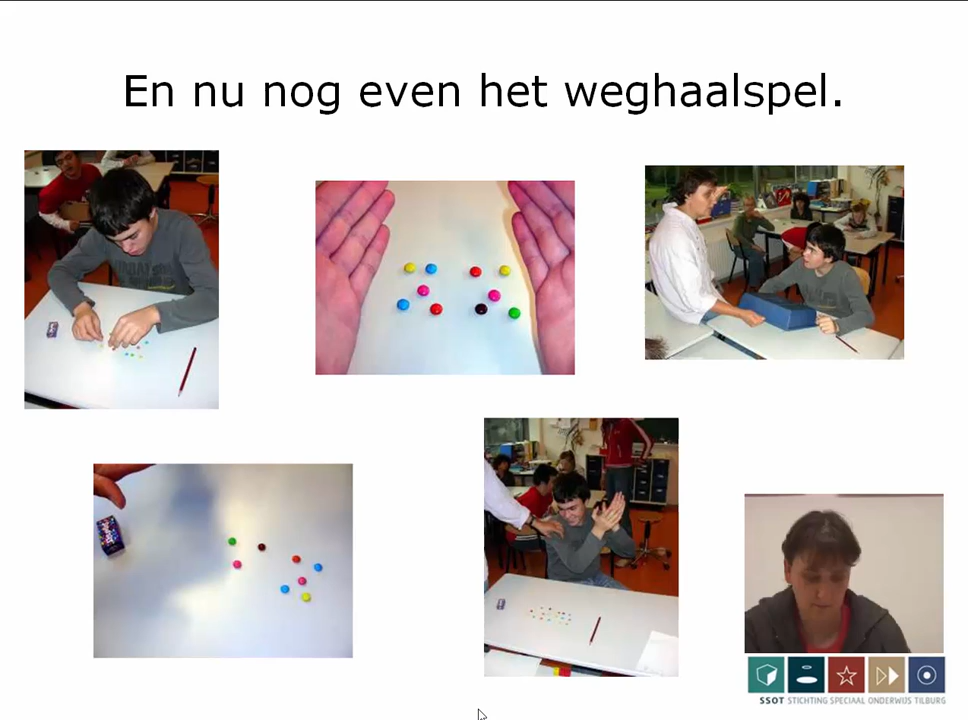 En nu nog even het weghaalspel.
SSOT STICHTING SPECIAAL ONDERWIJS TILBURG